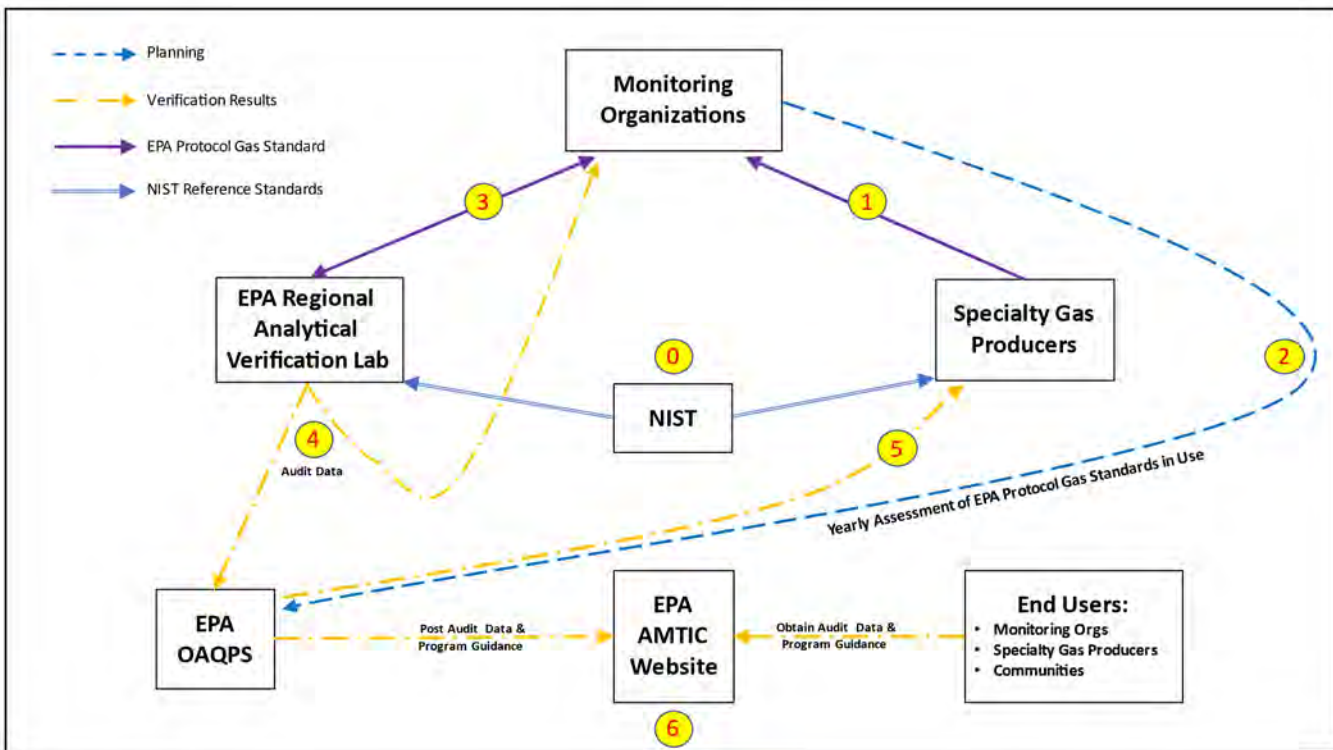 Planning
Verification Results
EPA Protocol Gas Standard
NIST Reference Standards
Monitoring
Organizations
3
1
EPA Regional
Analytical
Verification Lab
Specialty Gas
Producers
0
2
NIST
4
Audit Data
5
Yearly Assessment of EPA Protocol Gas Standards in Use
EPA
OAQPS
Post Audit Data &
Program Guidance
EPA
AMTIC
Website
Obtain Audit Data &
Program Guidance
End Users:
• Monitoring Orgs
• Specialty Gas Producers
• Communities
6